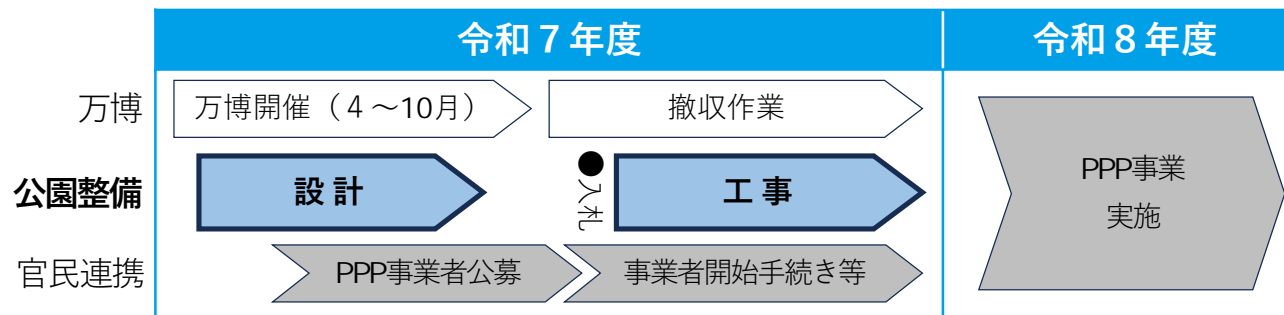 令和７年度
令和８年度
万博
万博開催（４～10月）
撤収作業
公園整備
設計
●入札
工事
官民連携
PPP事業者公募
事業者開始手続き等
PPP事業
実施